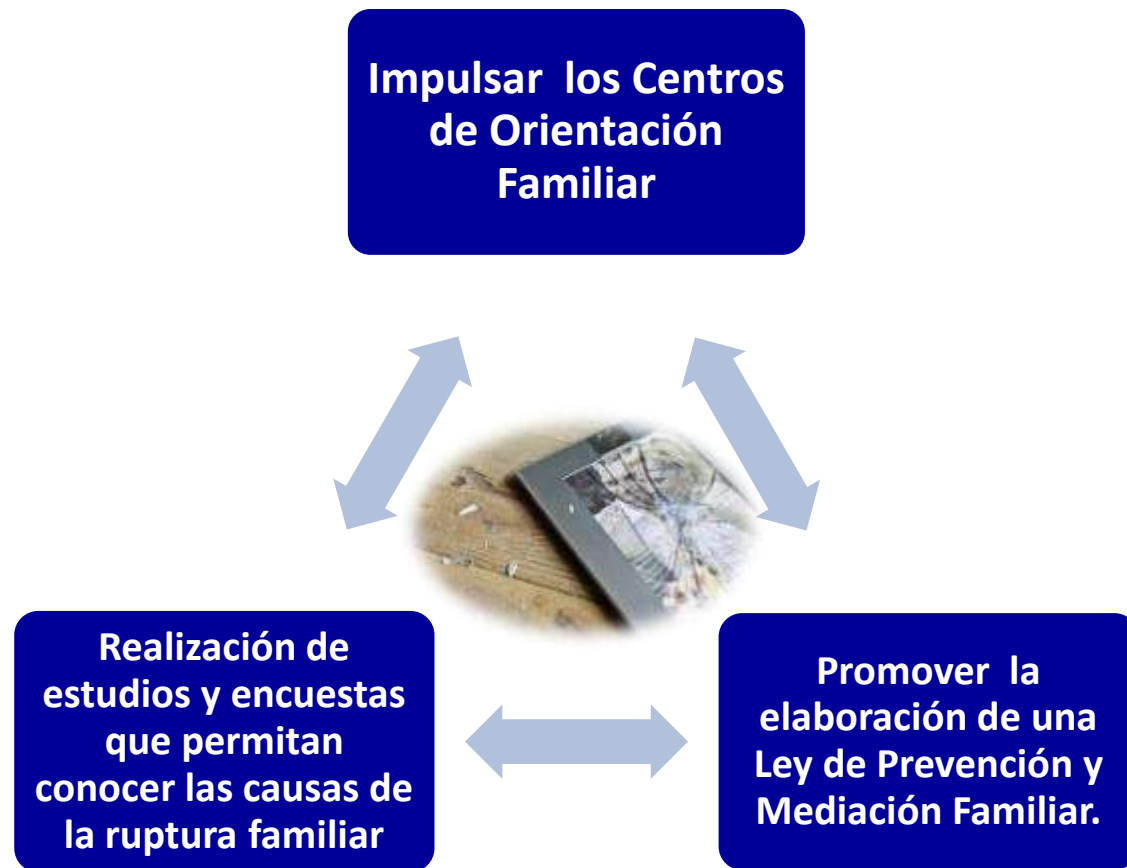 Impulsar  los Centros
de Orientación
Familiar
Realización de
estudios y encuestas
que permitan
conocer las causas de
la ruptura familiar
Promover  la
elaboración de una
Ley de Prevención y
Mediación Familiar.